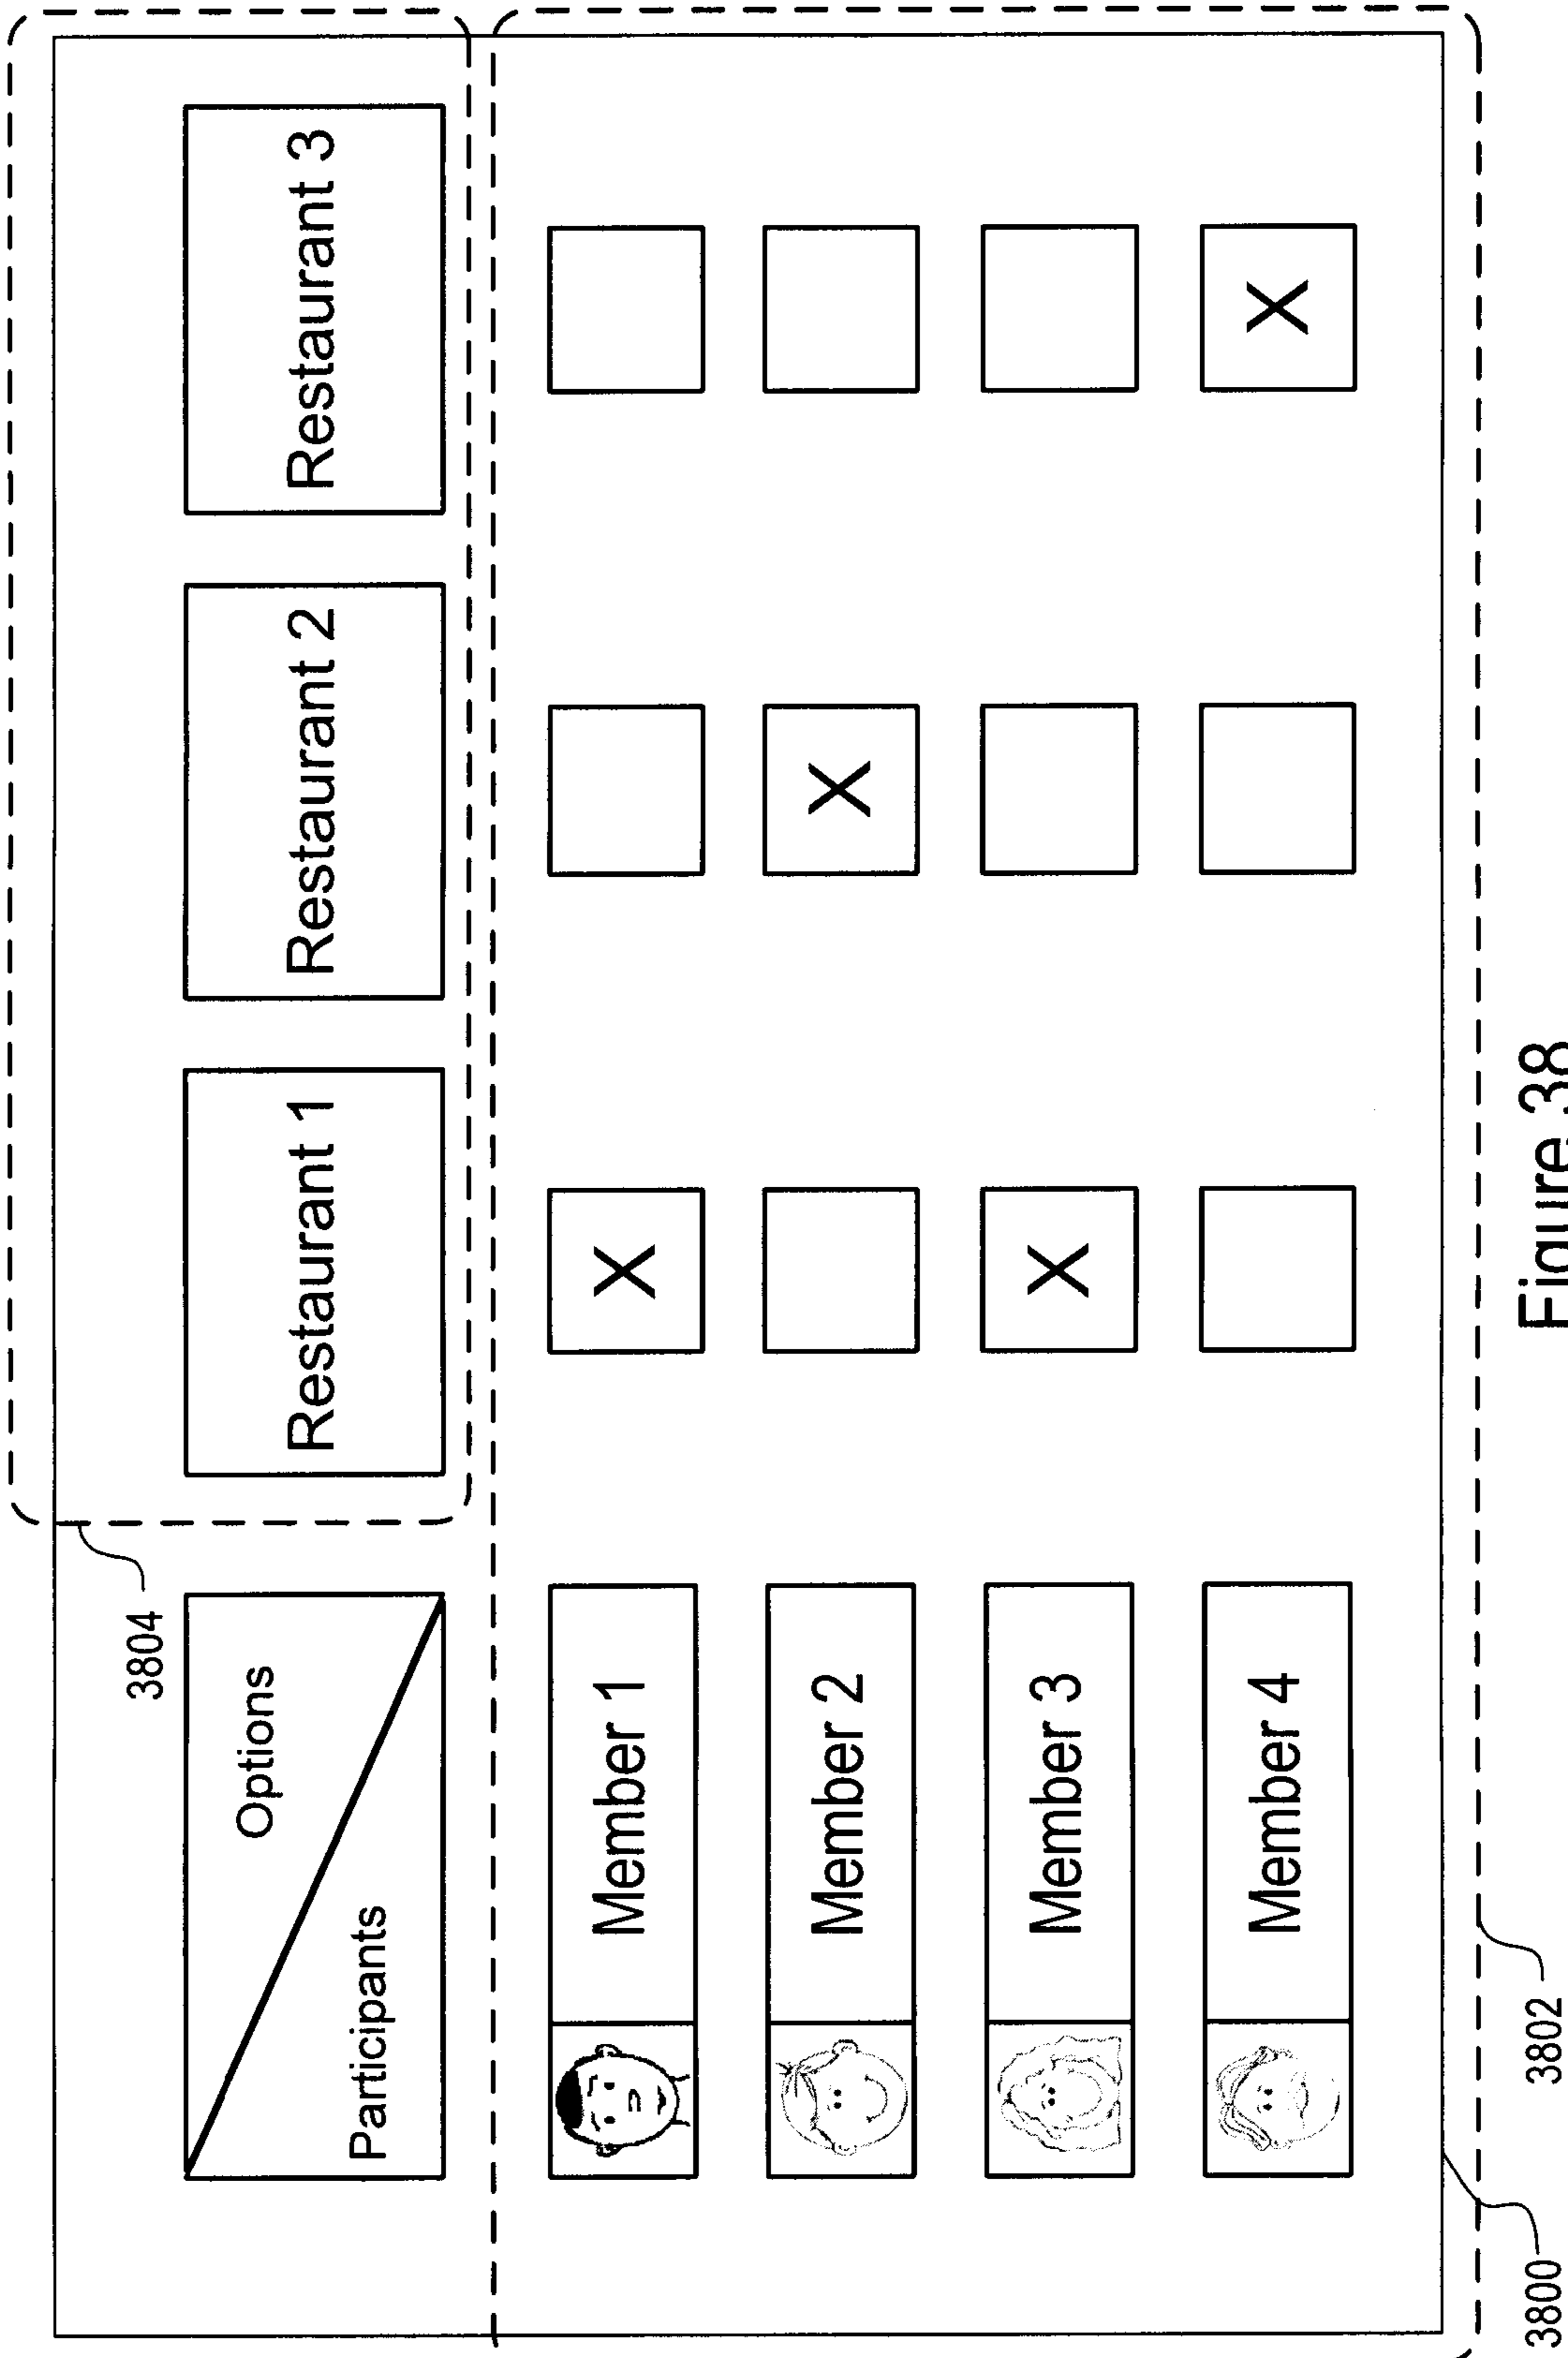 Options
Participants
Restaurant 1
Restaurant 2
Restaurant 3
3804
Member 1
X
Member 2
X
Member 3
X
Member 4
X
3800
3802
Figure 38